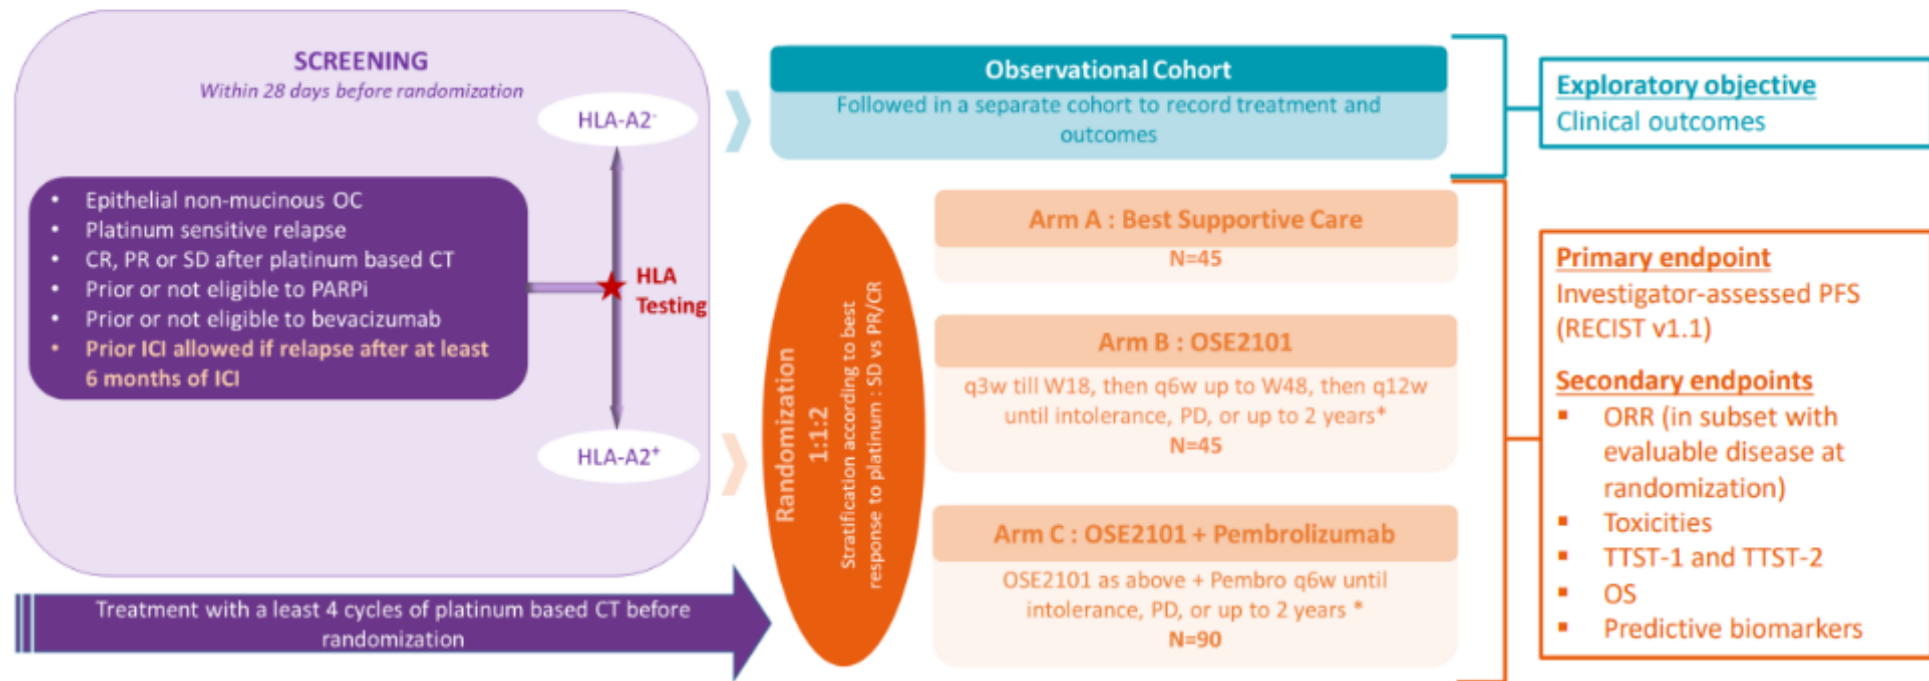 SCREENING
Within 28 days before randomization
HLA-A2-
• Epithelial non-mucinous OC
• Platinum sensitive relapse
• CR, PR or SD after platinum based CT
• Prior or not eligible to PARPi
• Prior or not eligible to bevacizumab
• Prior ICI allowed if relapse after at least
6 months of ICI
HLA
Testing
HLA-A2+
Treatment with a least 4 cycles of platinum based CT before
randomization
Randomization
1:1:2
Stratification according to best
response to platinum : SD vs PR/CR
Observational Cohort
Followed in a separate cohort to record treatment and
outcomes
Arm A : Best Supportive Care
N=45
Arm B : OSE2101
q3w till W18, then q6w up to W48, then q12w
until intolerance, PD, or up to 2 years*
N=45
Arm C : OSE2101 + Pembrolizumab
OSE2101 as above + Pembro q6w until
intolerance, PD, or up to 2 years *
N=90
Exploratory objective
Clinical outcomes
Primary endpoint
Investigator-assessed PFS
(RECIST v1.1)
Secondary endpoints
▪ ORR (in subset with
evaluable disease at
randomization)
▪ Toxicities
▪ TTST-1 and TTST-2
▪ OS
▪ Predictive biomarkers